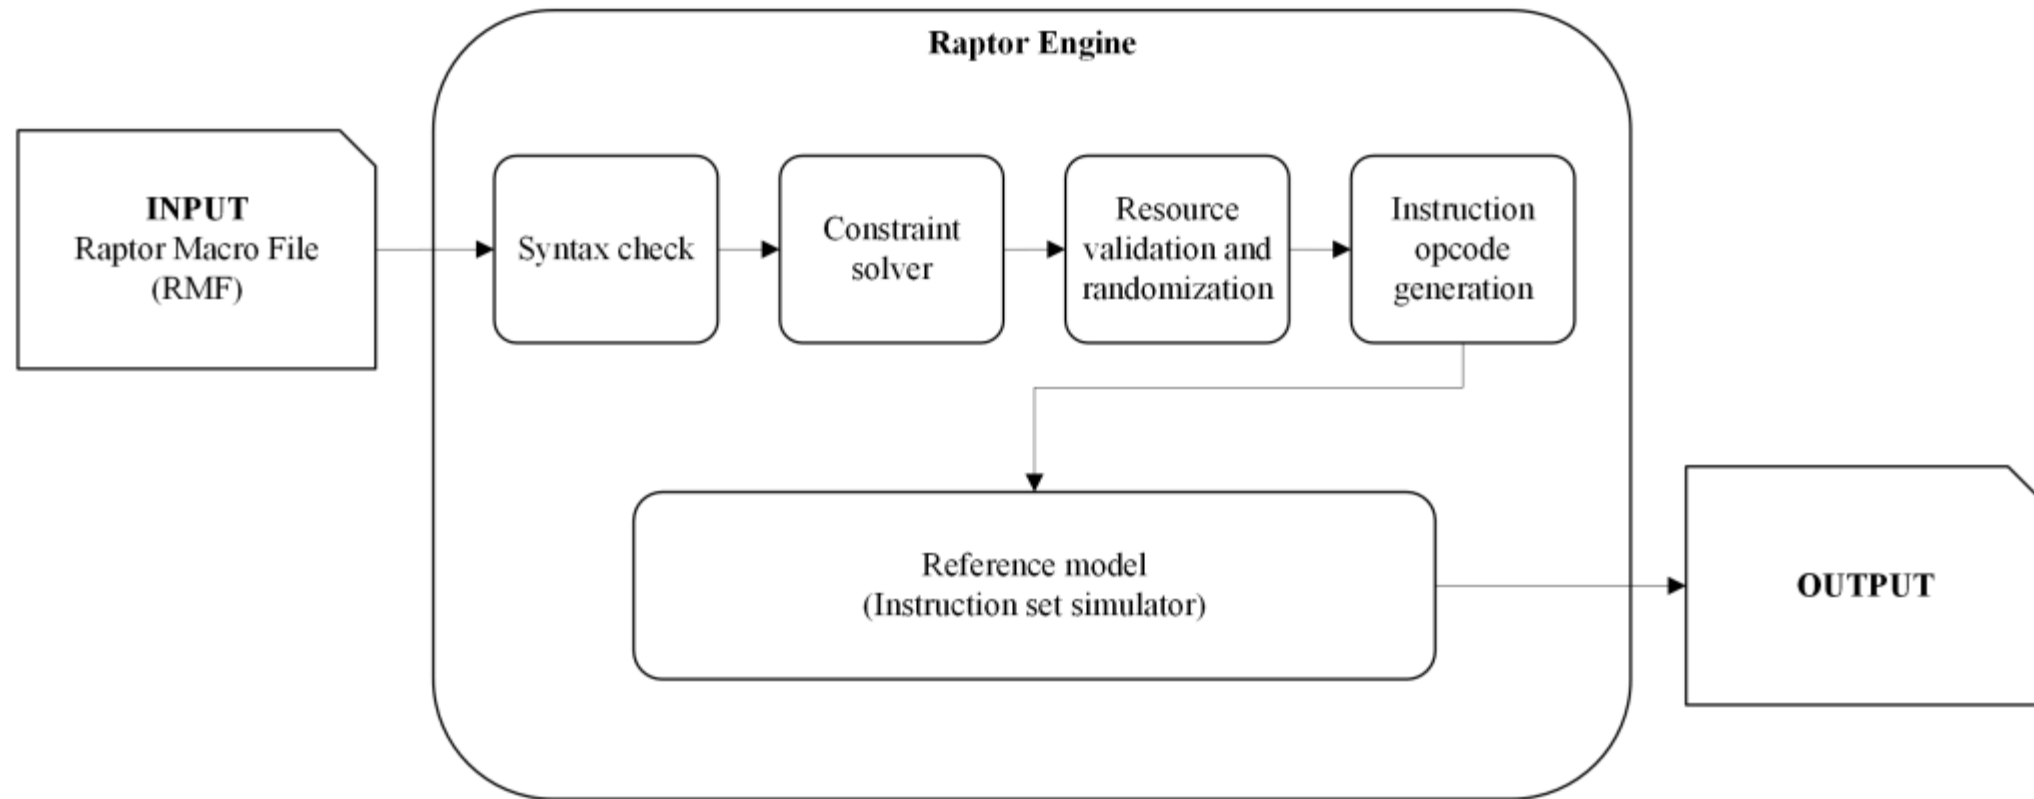 Raptor Engine
INPUT
Raptor Macro File
(RMF)
Syntax check
Constraint
solver
Resource
validation and
randomization
Instruction
opcode
generation
Reference model
(Instruction set simulator)
OUTPUT